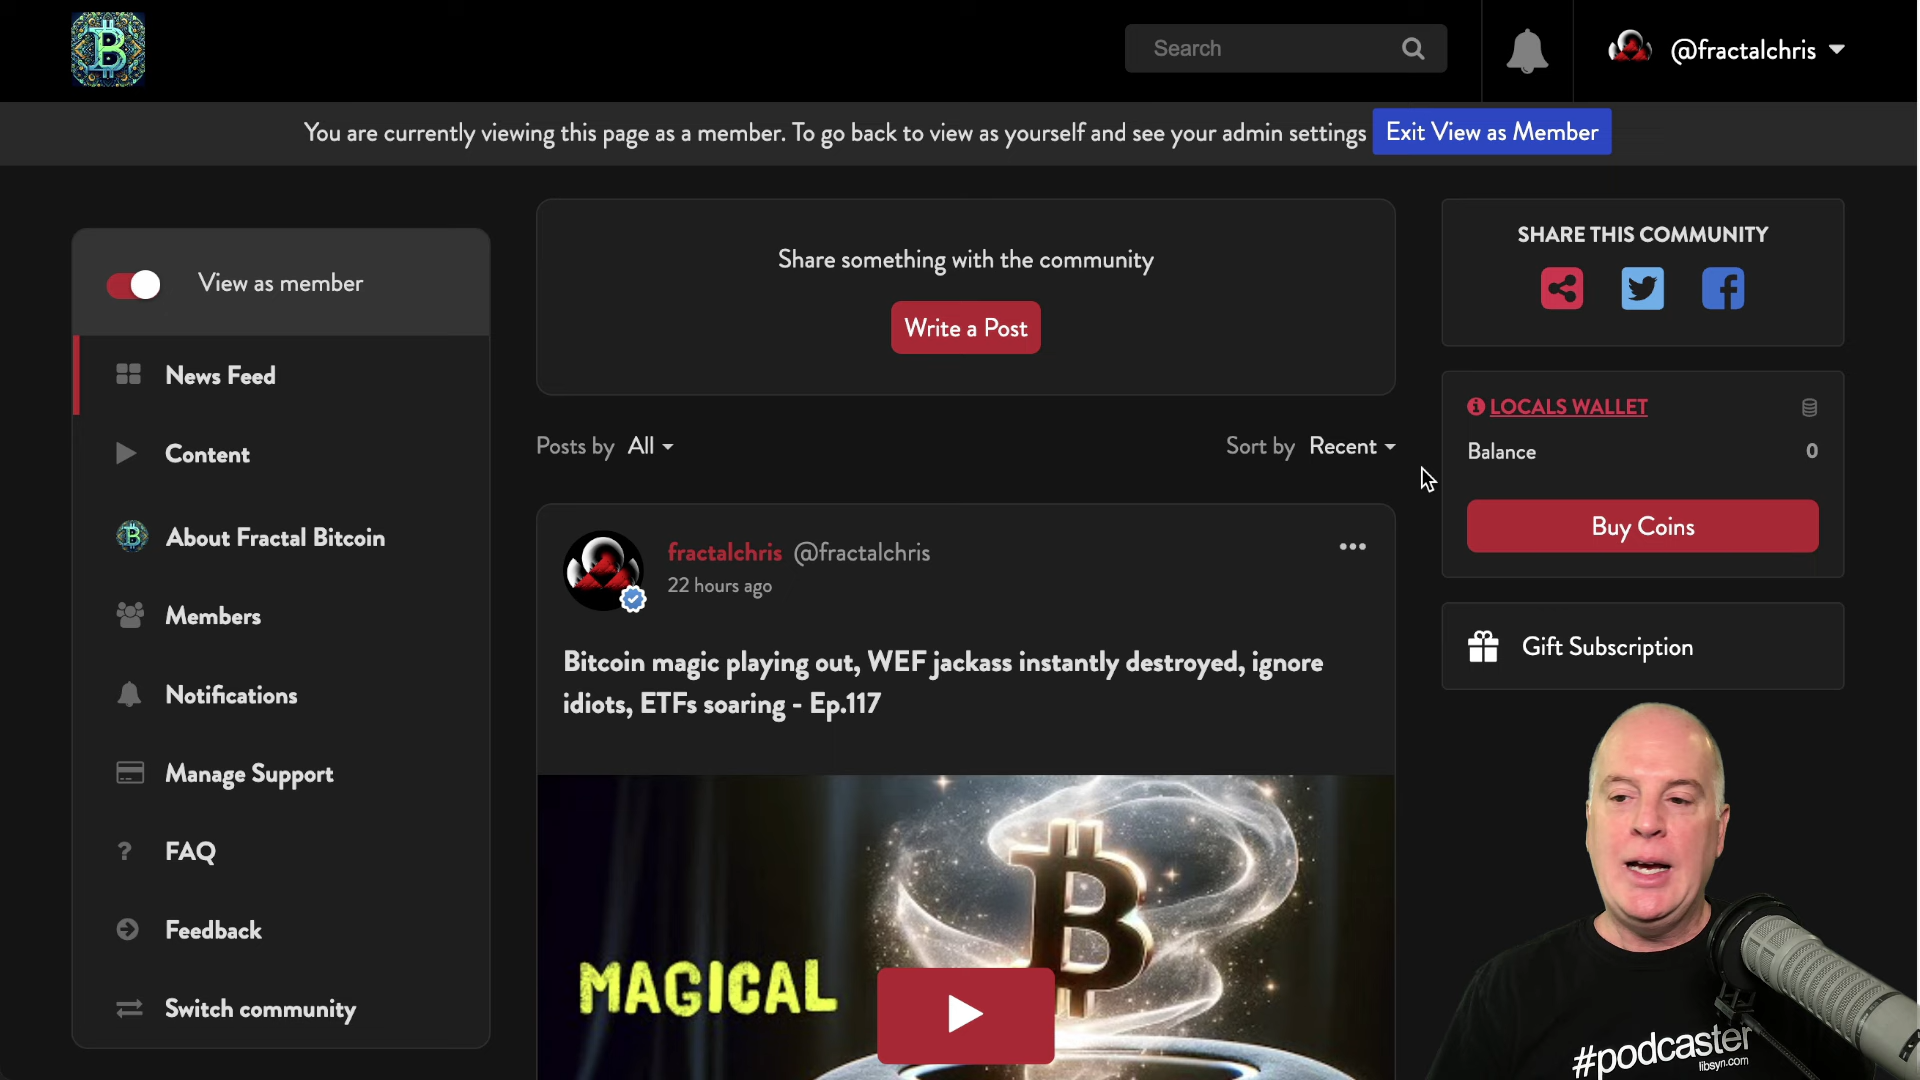 Search
@fractalchris
You are currently viewing this page as a member. To go back to view as yourself and see your admin settings Exit View as Member
View as member
News Feed
Content
About Fractal Bitcoin
Members
Notifications
Manage Support
? FAQ
Feedback
Switch community
Share something with the community
Write a Post
Posts by All
Sort by Recent
fractalchris @fractalchris
22 hours ago
Bitcoin magic playing out, WEF jackass instantly destroyed, ignore
idiots, ETFs soaring - Ep.117
MAGICAL
SHARE THIS COMMUNITY
LOCALS WALLET
Balance 0
Buy Coins
Gift Subscription
#podcaster
libsyn.com